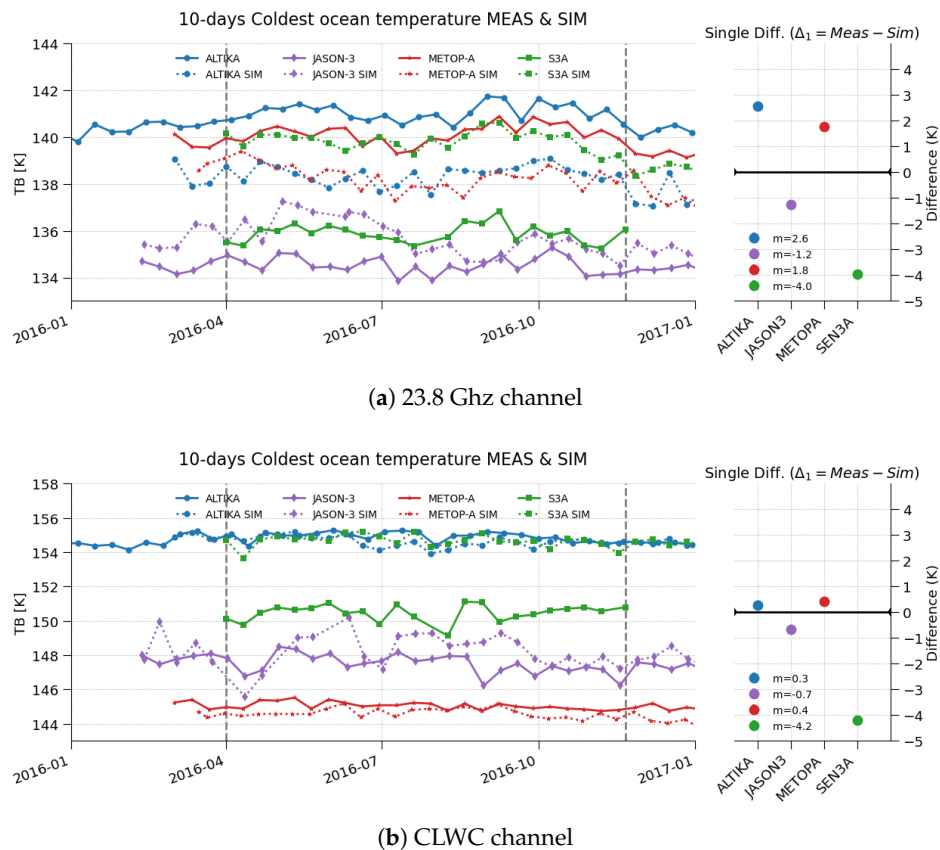 10-days Coldest ocean temperature MEAS & SIM
Single Diff. (Δ₁ = Meas − Sim)
144
142
140
138
136
134
TB [K]
ALTIKA
ALTIKA SIM
JASON-3
JASON-3 SIM
METOP-A
METOP-A SIM
S3A
S3A SIM
2016-01
2016-04
2016-07
2016-10
2017-01
m=2.6
m=-1.2
m=1.8
m=-4.0
4
3
2
1
0
−1
−2
−3
−4
−5
Difference (K)
ALTIKA
JASON3
METOPA
SEN3A
(a) 23.8 Ghz channel
10-days Coldest ocean temperature MEAS & SIM
Single Diff. (Δ₁ = Meas − Sim)
158
156
154
152
150
148
146
144
TB [K]
ALTIKA
ALTIKA SIM
JASON-3
JASON-3 SIM
METOP-A
METOP-A SIM
S3A
S3A SIM
2016-01
2016-04
2016-07
2016-10
2017-01
m=0.3
m=-0.7
m=0.4
m=-4.2
4
3
2
1
0
−1
−2
−3
−4
−5
Difference (K)
ALTIKA
JASON3
METOPA
SEN3A
(b) CLWC channel